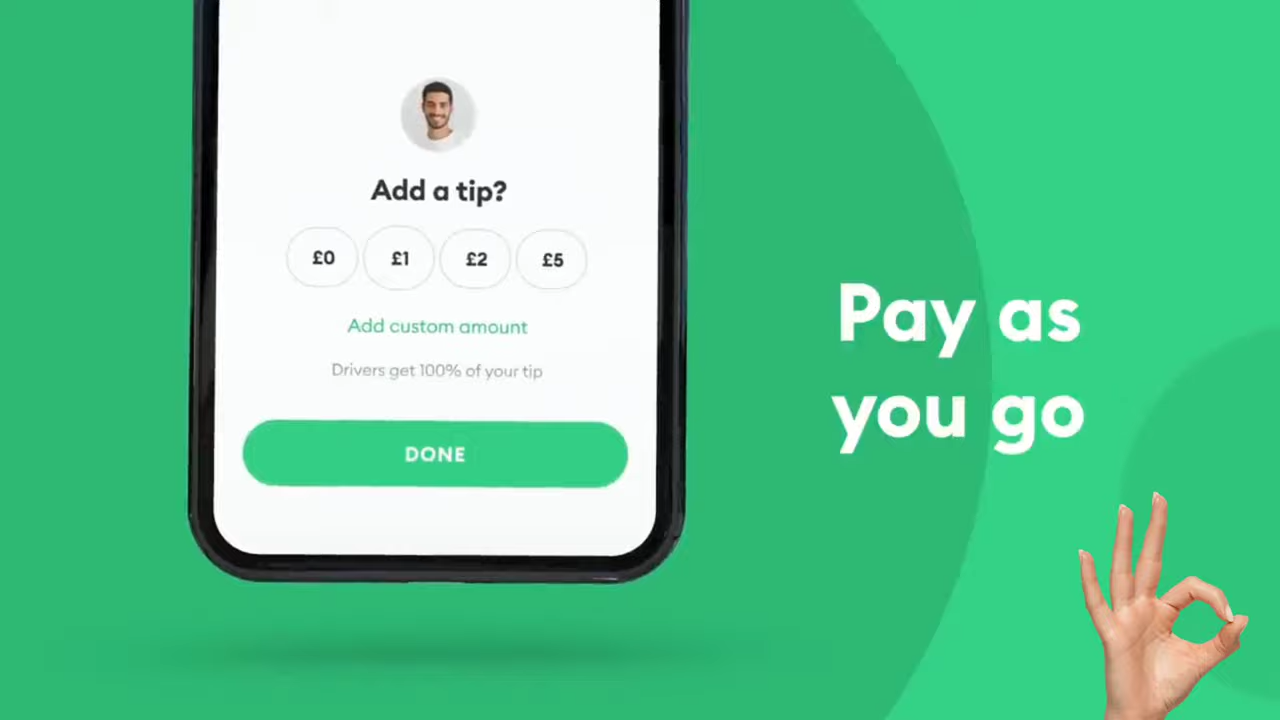 Add a tip?
£0 £1 £2 £5
Add custom amount
Drivers get 100% of your tip
DONE
Pay as
you go